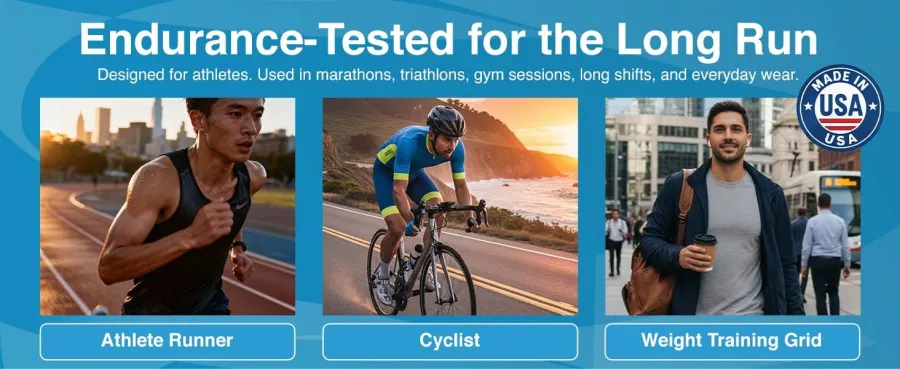 Endurance-Tested for the Long Run
Designed for athletes. Used in marathons, triathlons, gym sessions, long shifts, and everyday wear.
MADE IN
USA
USA
Athlete Runner
Cyclist
Weight Training Grid